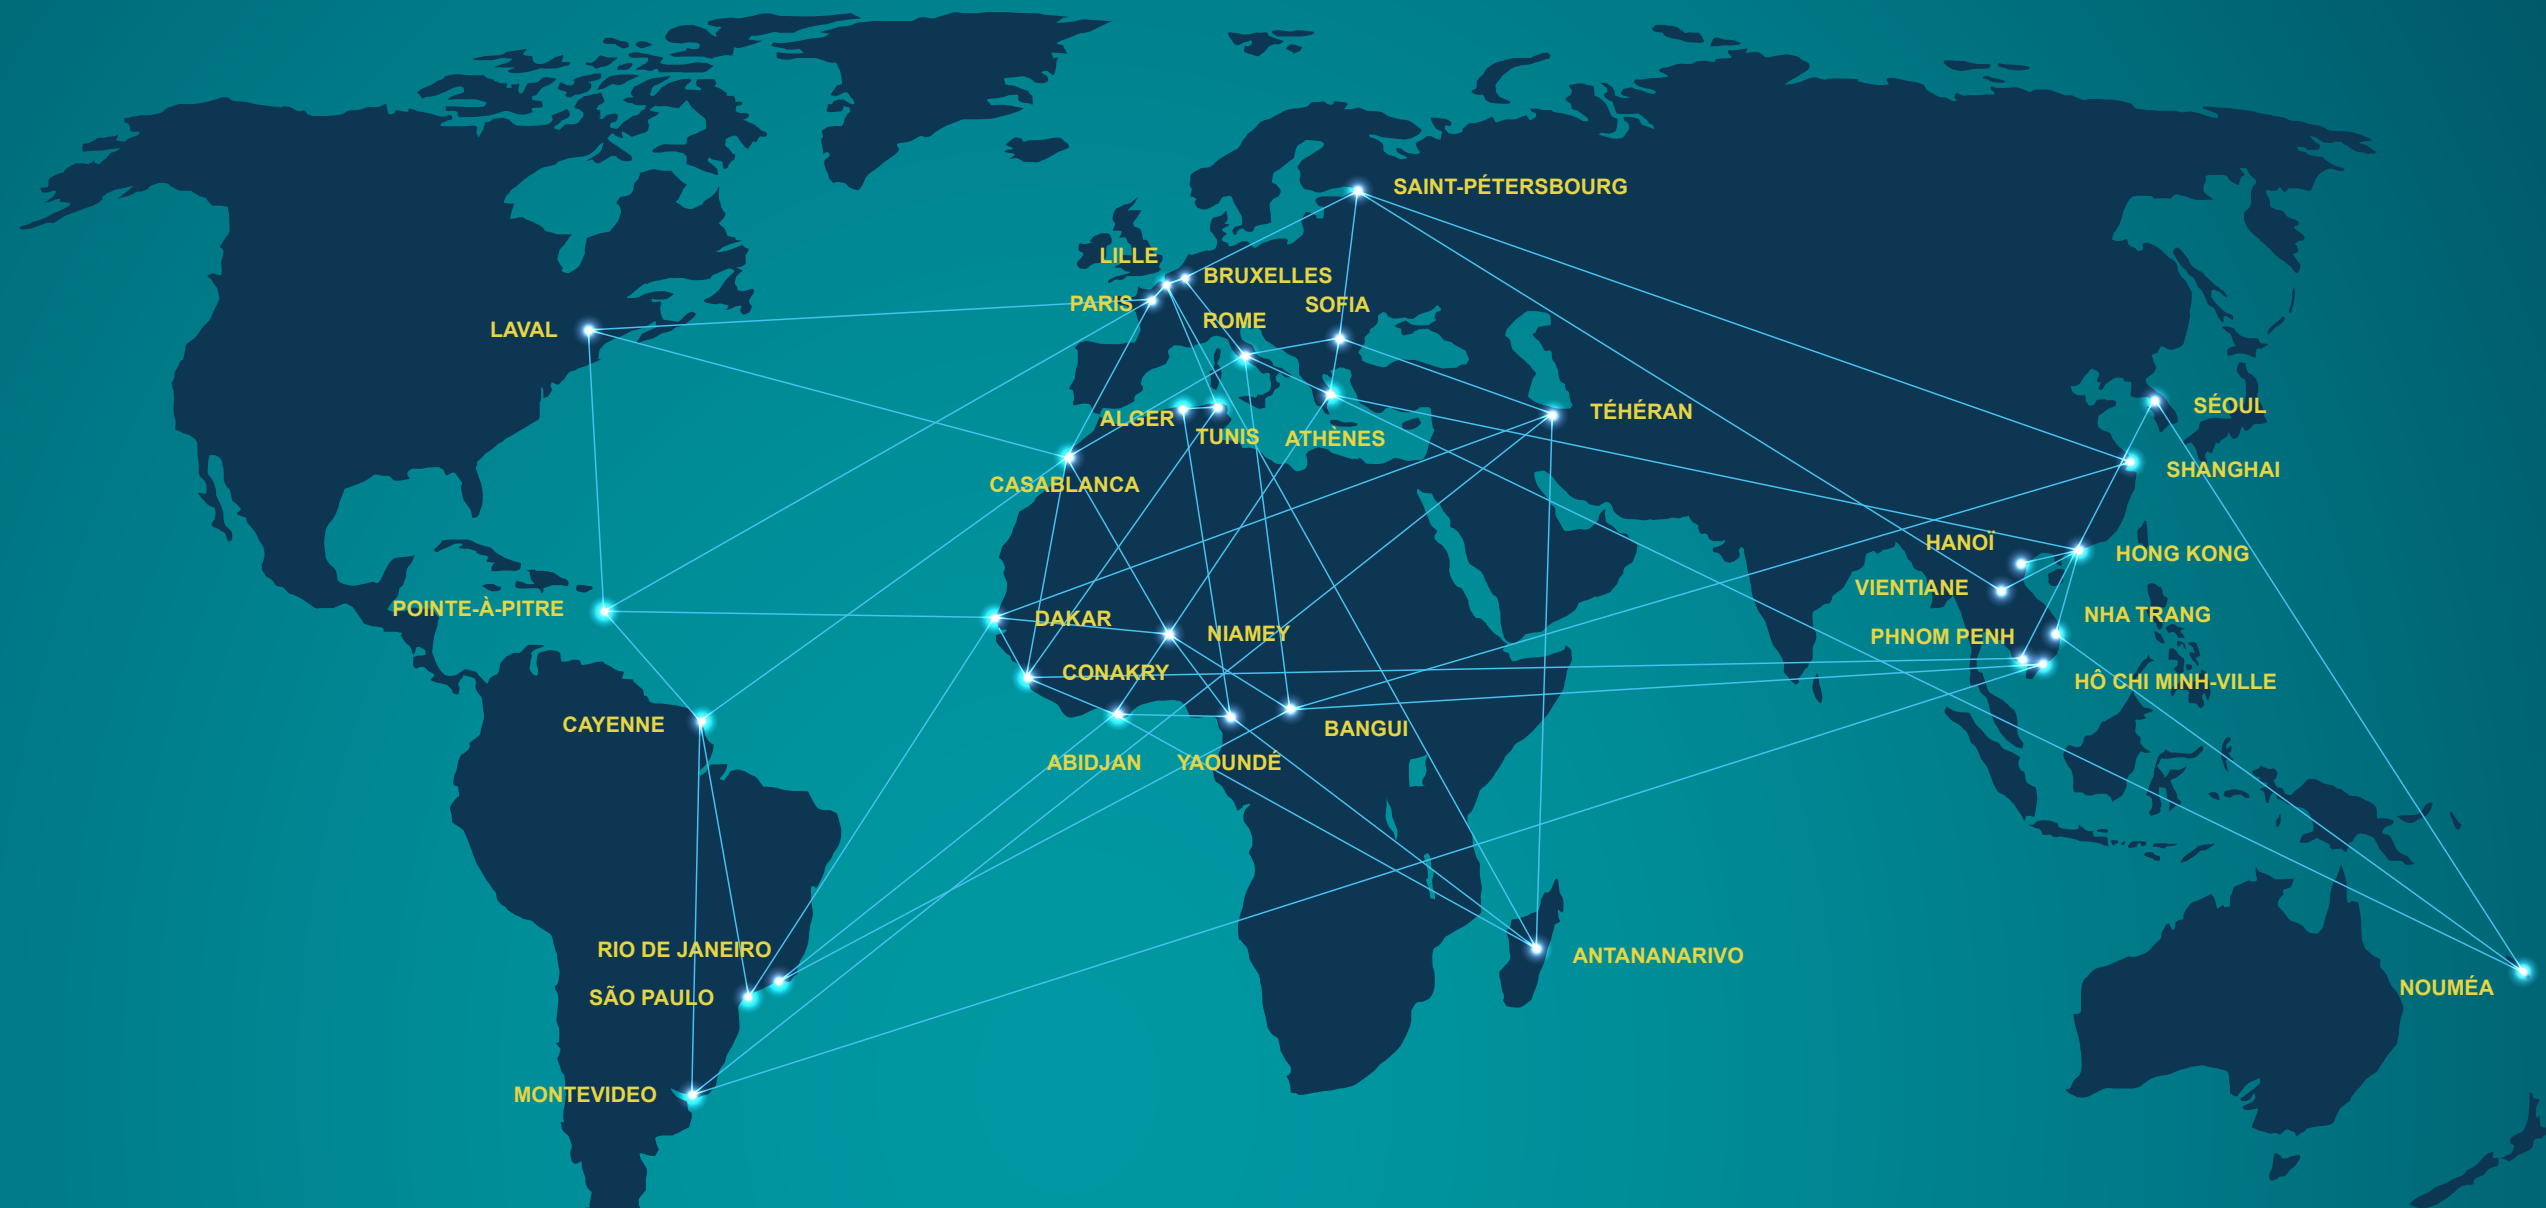 SAINT-PÉTERSBOURG
LILLE
BRUXELLES
PARIS
SOFIA
ROME
LAVAL
SÉOUL
TÉHÉRAN
ALGER
TUNIS
ATHÈNES
SHANGHAI
CASABLANCA
HANOÏ
HONG KONG
VIENTIANE
POINTE-À-PITRE
DAKAR
NHA TRANG
NIAMEY
PHNOM PENH
CONAKRY
HÔ CHI MINH-VILLE
CAYENNE
BANGUI
ABIDJAN
YAOUNDÉ
RIO DE JANEIRO
ANTANANARIVO
NOUMÉA
SÃO PAULO
MONTEVIDEO